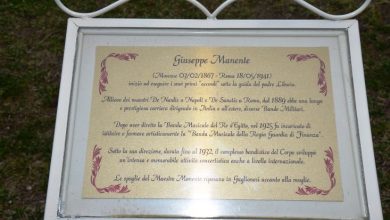 Giuseppe Manente
(Morcone 03/02/1867 - Roma 18/05/1941)
iniziò ad eseguire i suoi primi "accordi" sotto la guida del padre Liborio.
Allievo dei maestri De Nardis a Napoli e De Sanctis a Roma, dal 1889 ebbe una lunga
e prestigiosa carriera dirigendo in Italia e all'estero, diverse Bande Militari.
Dopo aver diretto la Banda Musicale del Re d'Egitto, nel 1925 fu incaricato di
istituire e formare artisticamente la "Banda Musicale della Regia Guardia di Finanza".
Sotto la sua direzione, durata fino al 1932, il complesso bandistico del Corpo sviluppò
un'intensa e memorabile attività concertistica anche a livello internazionale.
Le spoglie del Maestro Manente riposano in Guglionesi accanto alla moglie.